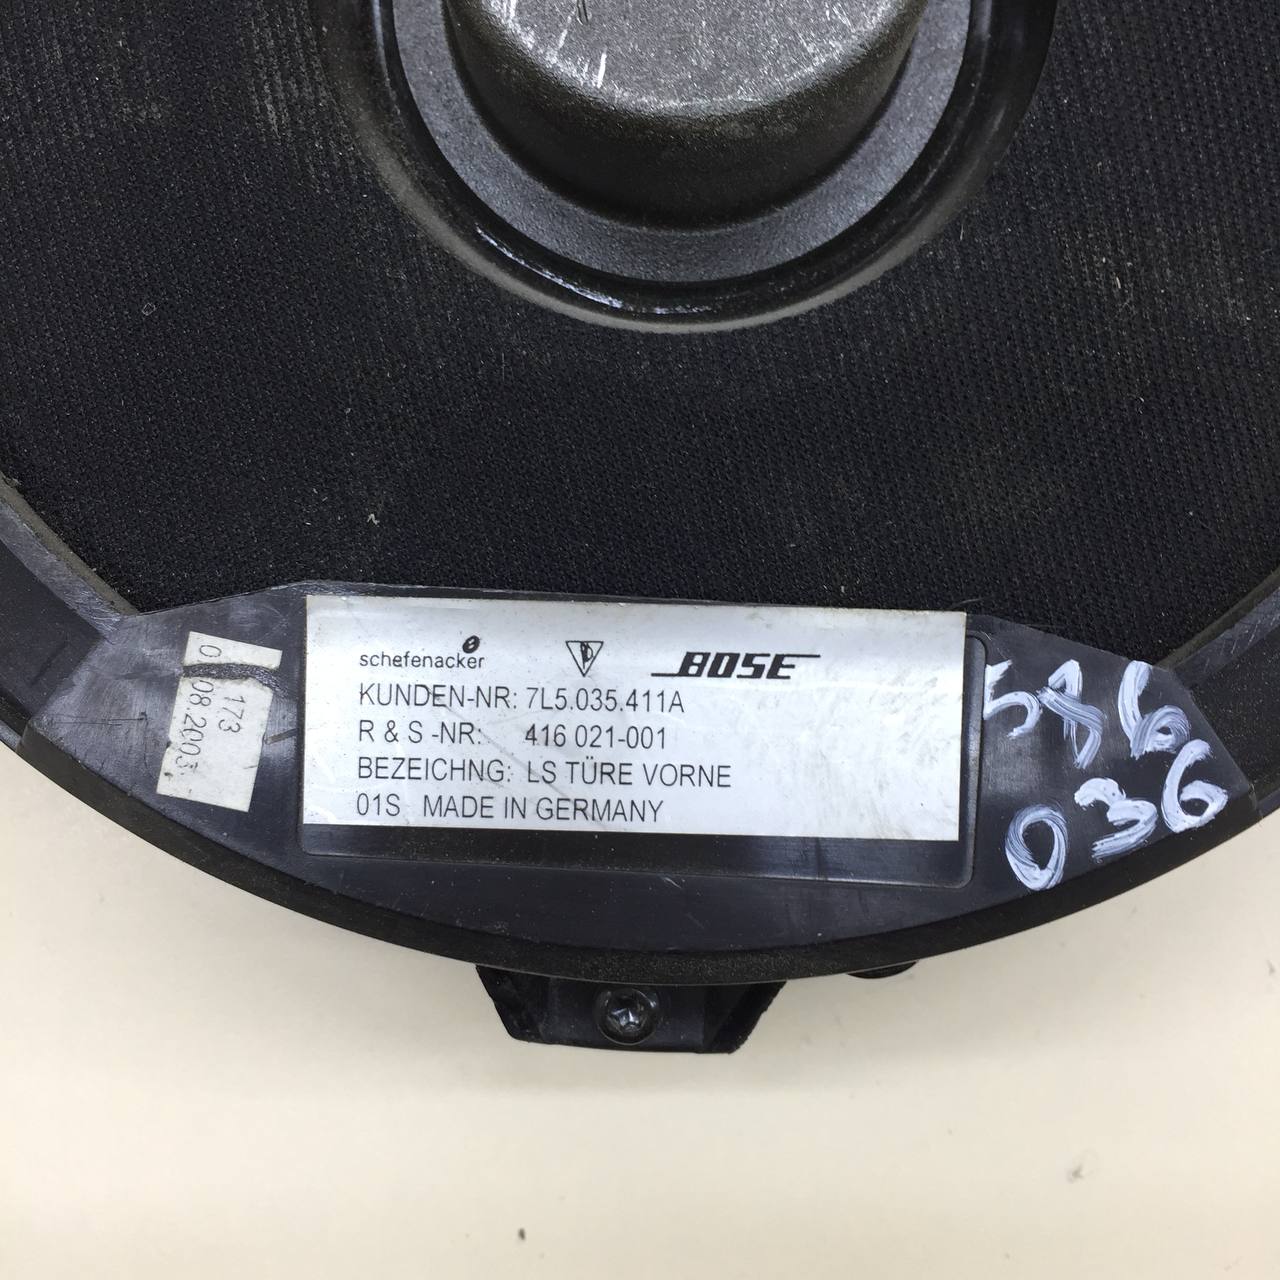 schefenacker BOSE
KUNDEN-NR: 7L5.035.411A
R & S -NR: 416 021-001
BEZEICHNG: LS TÜRE VORNE
01S MADE IN GERMANY
173
08.2003
586
036